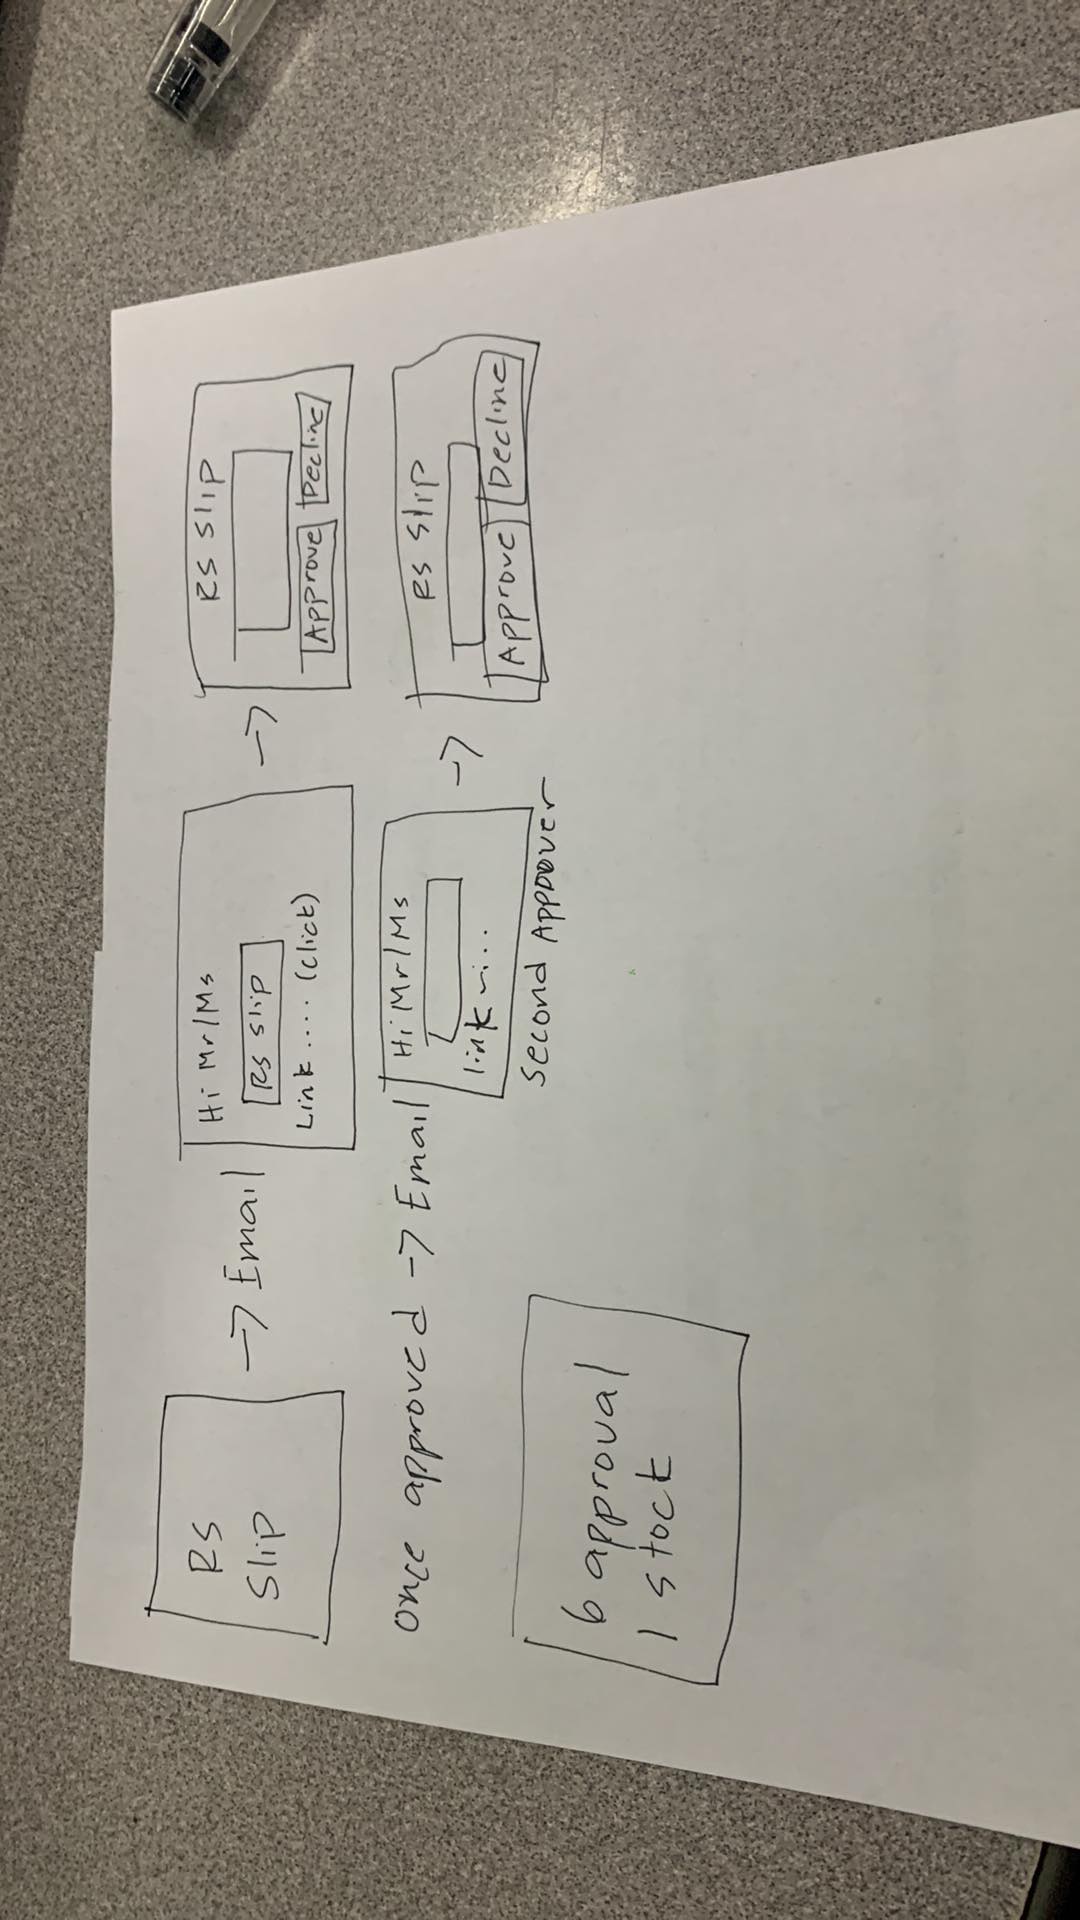 RS
Slip
-> Email
Hi Mr/Ms
RS slip
Link .... (click)
->
RS Slip
Approve
Decline
once approved -> Email
Hi Mr/Ms
link
second Approover
->
RS Slip
Approve
Decline
6 approval
1 stock